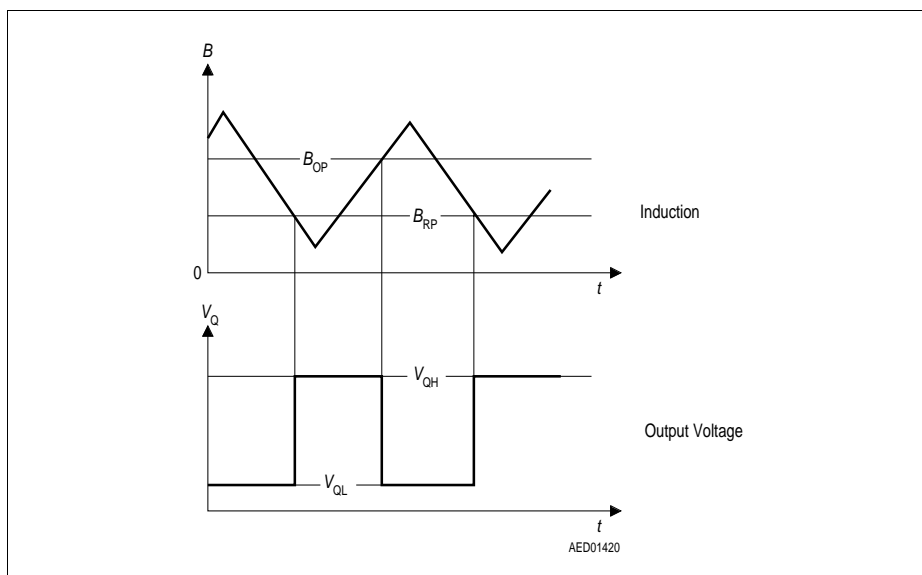 B
B_OP
B_RP
Induction
0
t
V_Q
V_QH
Output Voltage
V_QL
t
AED01420